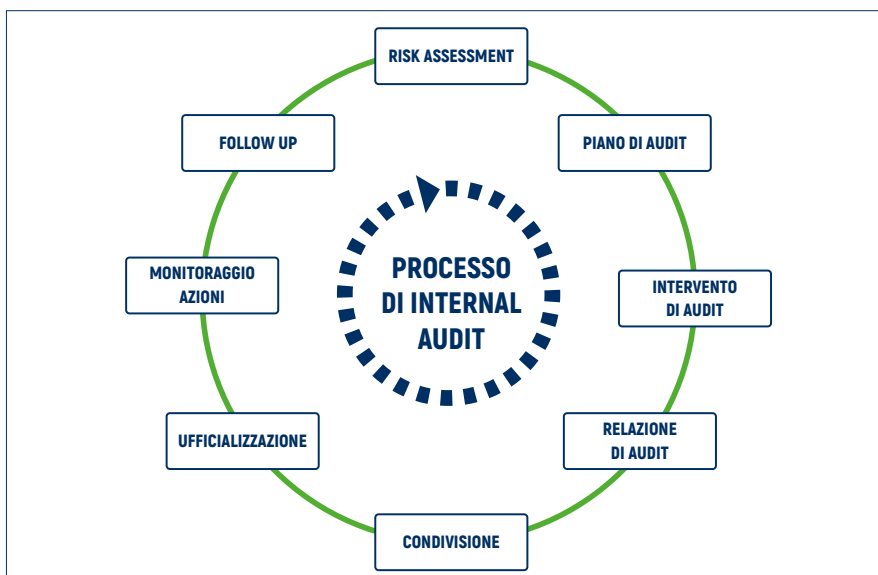 RISK ASSESSMENT
PIANO DI AUDIT
INTERVENTO
DI AUDIT
RELAZIONE
DI AUDIT
CONDIVISIONE
UFFICIALIZZAZIONE
MONITORAGGIO
AZIONI
FOLLOW UP
PROCESSO
DI INTERNAL
AUDIT